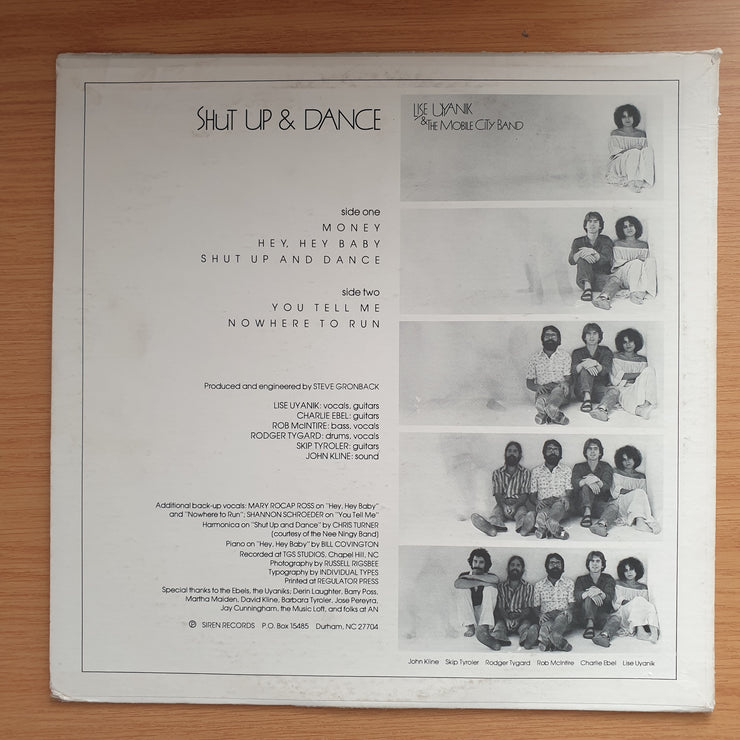 SHUT UP & DANCE
LISE UYANIK
& THE MOBILE CITY BAND
side one
MONEY
HEY, HEY BABY
SHUT UP AND DANCE
side two
YOU TELL ME
NOWHERE TO RUN
Produced and engineered by STEVE GRONBACK
LISE UYANIK: vocals, guitars
CHARLIE EBEL: guitars
ROB McINTIRE: bass, vocals
RODGER TYGARD: drums, vocals
SKIP TYROLER: guitars
JOHN KLINE: sound
Additional back-up vocals: MARY ROCAP ROSS on "Hey, Hey Baby"
and "Nowhere to Run"; SHANNON SCHROEDER on "You Tell Me"
Harmonica on "Shut Up and Dance" by CHRIS TURNER
(courtesy of the Nee Ningy Band)
Piano on "Hey, Hey Baby" by BILL COVINGTON
Recorded at TGS STUDIOS, Chapel Hill, NC
Photography by RUSSELL RIGSBEE
Typography by INDIVIDUAL TYPES
Printed at REGULATOR PRESS
Special thanks to the Ebels, the Uyaniks; Derin Laughter, Barry Poss,
Martha Maiden, David Kline, Barbara Tyroler, Jose Pereyra,
Jay Cunningham, the Music Loft, and folks at AN
Ⓟ SIREN RECORDS P.O. Box 15485 Durham, NC 27704
John Kline Skip Tyroler Rodger Tygard Rob McIntire Charlie Ebel Lise Uyanik